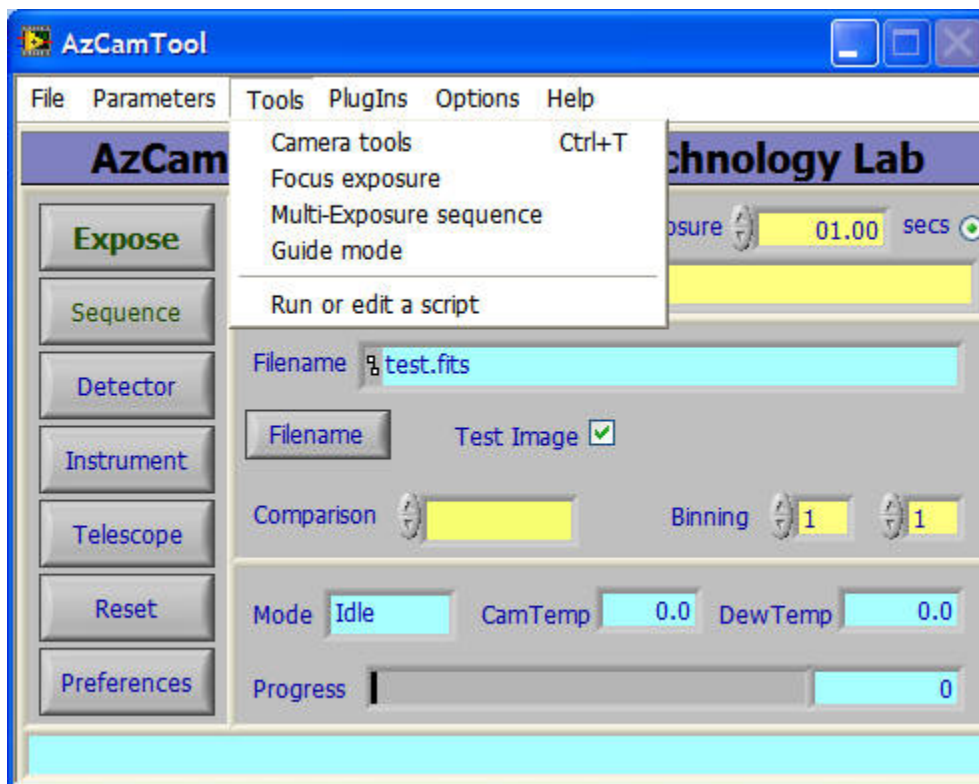 AzCamTool
File Parameters Tools PlugIns Options Help
Camera tools Ctrl+T
Focus exposure
Multi-Exposure sequence
Guide mode
Run or edit a script
AzCam chnology Lab
Expose
Sequence
Detector
Instrument
Telescope
Reset
Preferences
osure 01.00 secs
Filename test.fits
Filename Test Image
Comparison Binning 1 1
Mode Idle CamTemp 0.0 DewTemp 0.0
Progress 0